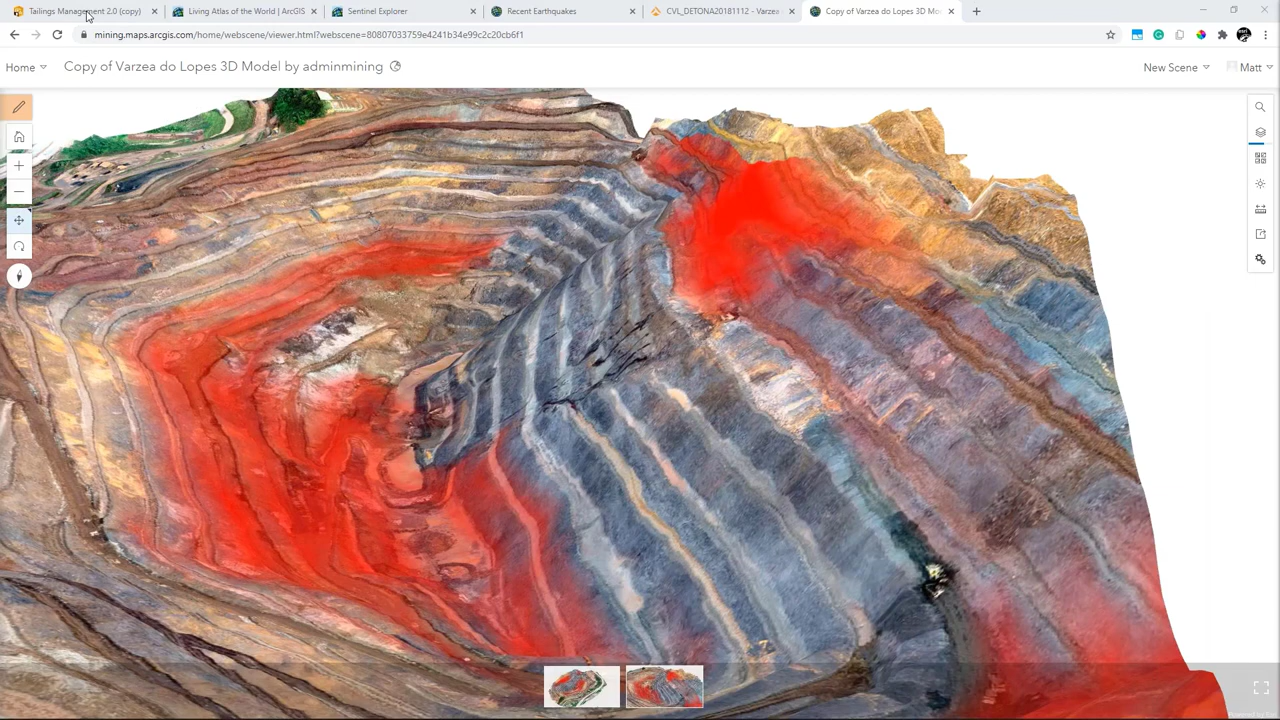 Tailings Management 2.0 (copy)
Living Atlas of the World | ArcGIS
Sentinel Explorer
Recent Earthquakes
CVL_DETONA20181112 - Varzea
Copy of Varzea do Lopes 3D Mo
mining.maps.arcgis.com/home/webscene/viewer.html?webscene=80807033759e4241b34e99c2c20cb6f1
Home
Copy of Varzea do Lopes 3D Model by adminmining
New Scene
Matt